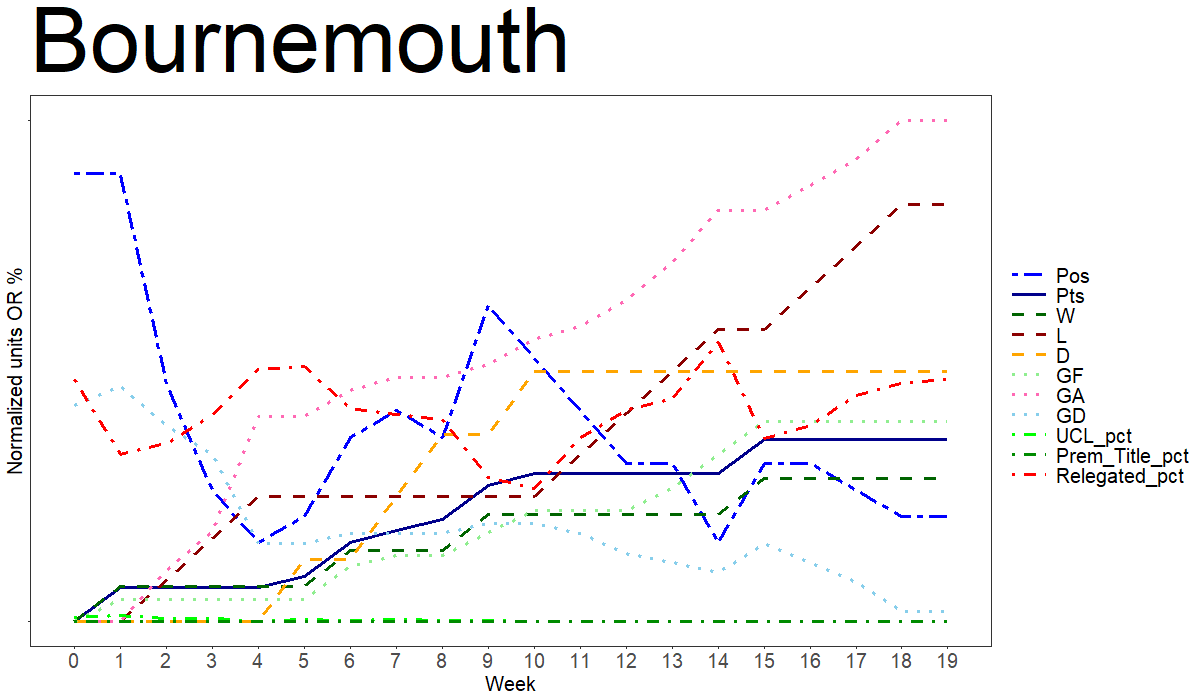 Bournemouth
Normalized units OR %
Pos
Pts
W
L
D
GF
GA
GD
UCL_pct
Prem_Title_pct
Relegated_pct
0 1 2 3 4 5 6 7 8 9 10 11 12 13 14 15 16 17 18 19
Week